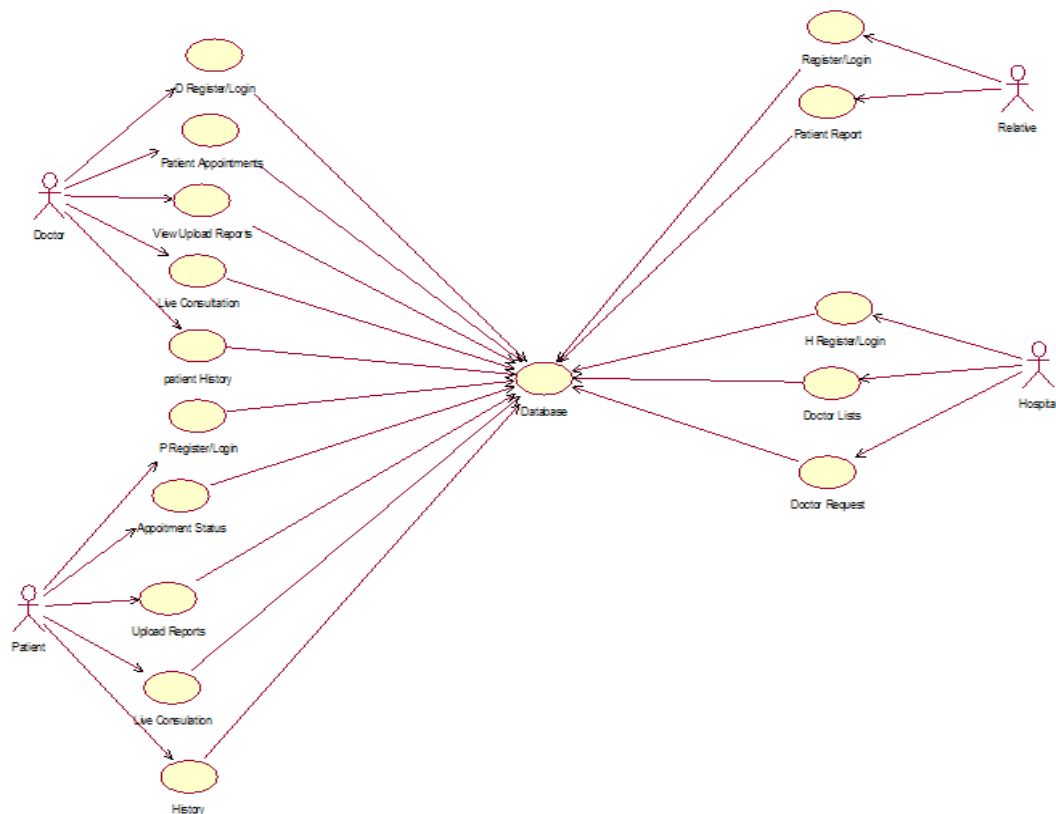 Register/Login
Relative
D Register/Login
Patient Report
Patient Appointments
Doctor
View Upload Reports
Live Consultation
H Register/Login
patient History
Database
Doctor Lists
Hospital
P Register/Login
Doctor Request
Appoitment Status
Upload Reports
Patient
Live Consulation
History